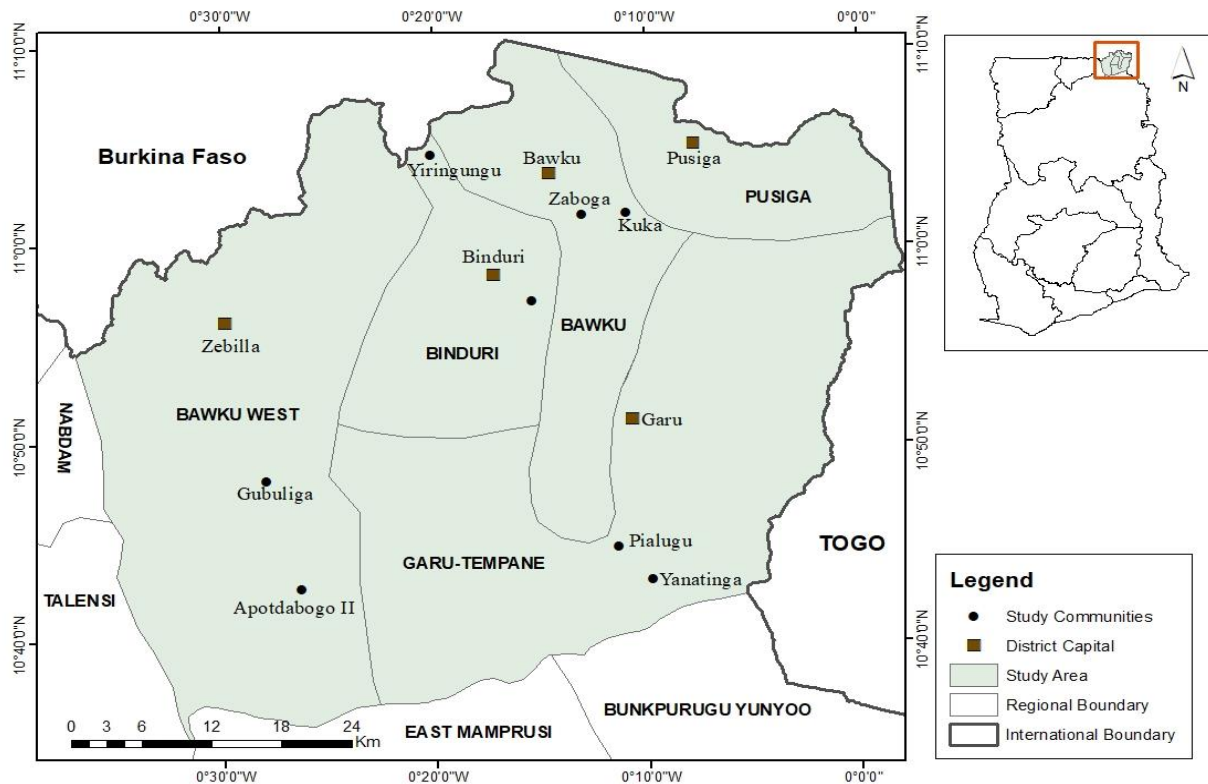 0°30'0"W 0°20'0"W 0°10'0"W 0°0'0"
11°10'0"N
11°10'0"N
Burkina Faso
Yiringungu
Bawku
Pusiga
PUSIGA
Zaboga
Kuka
11°0'0"N
11°0'0"N
Binduri
BAWKU
Zebilla
BINDURI
NABDAM
BAWKU WEST
Garu
10°50'0"N
10°50'0"N
Gubuliga
Pialugu
TOGO
GARU-TEMPANE
Yanatinga
TALENSI
Apotdabogo II
10°40'0"N
10°40'0"N
BUNKPURUGU YUNYOO
EAST MAMPRUSI
0 3 6 12 18 24
Km
0°30'0"W 0°20'0"W 0°10'0"W 0°0'0"
N
Legend
Study Communities
District Capital
Study Area
Regional Boundary
International Boundary